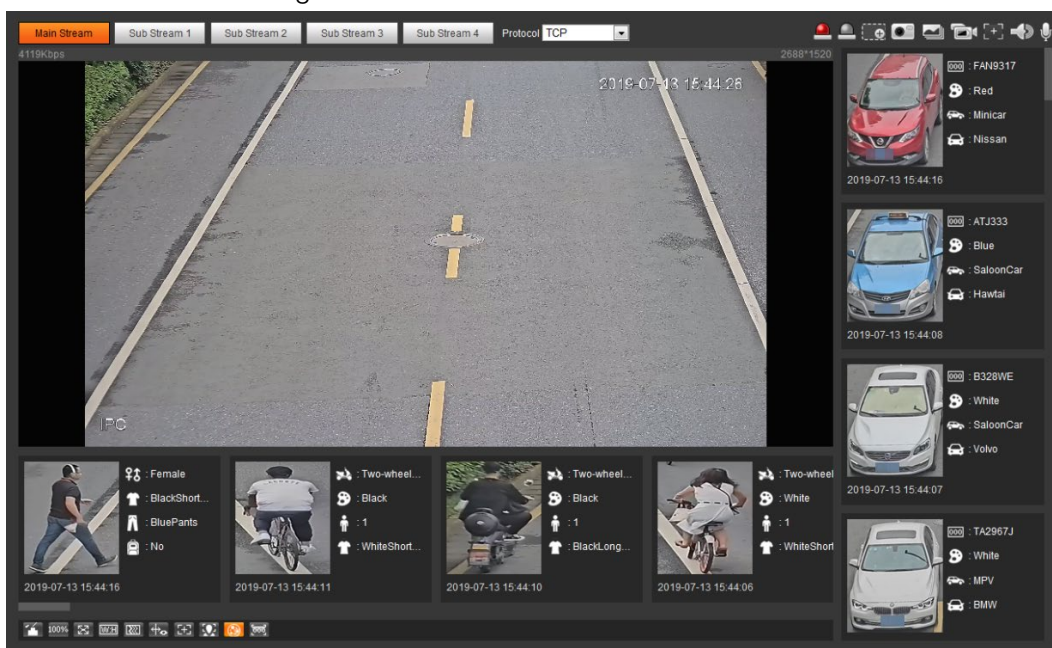 Main Stream
Sub Stream 1
Sub Stream 2
Sub Stream 3
Sub Stream 4
Protocol TCP
4119Kbps
2688*1520
2019-07-13 15:44:26
IPC
: FAN9317
: Red
: Minicar
: Nissan
2019-07-13 15:44:16
: ATJ333
: Blue
: SaloonCar
: Hawtai
2019-07-13 15:44:08
: B328WE
: White
: SaloonCar
: Volvo
2019-07-13 15:44:07
: TA2967J
: White
: MPV
: BMW
: Female
: BlackShort...
: BluePants
: No
2019-07-13 15:44:16
: Two-wheel...
: Black
: 1
: WhiteShort...
2019-07-13 15:44:11
: Two-wheel...
: Black
: 1
: BlackLong...
2019-07-13 15:44:10
: Two-wheel
: White
: 1
: WhiteShort
2019-07-13 15:44:06
100%
W:H